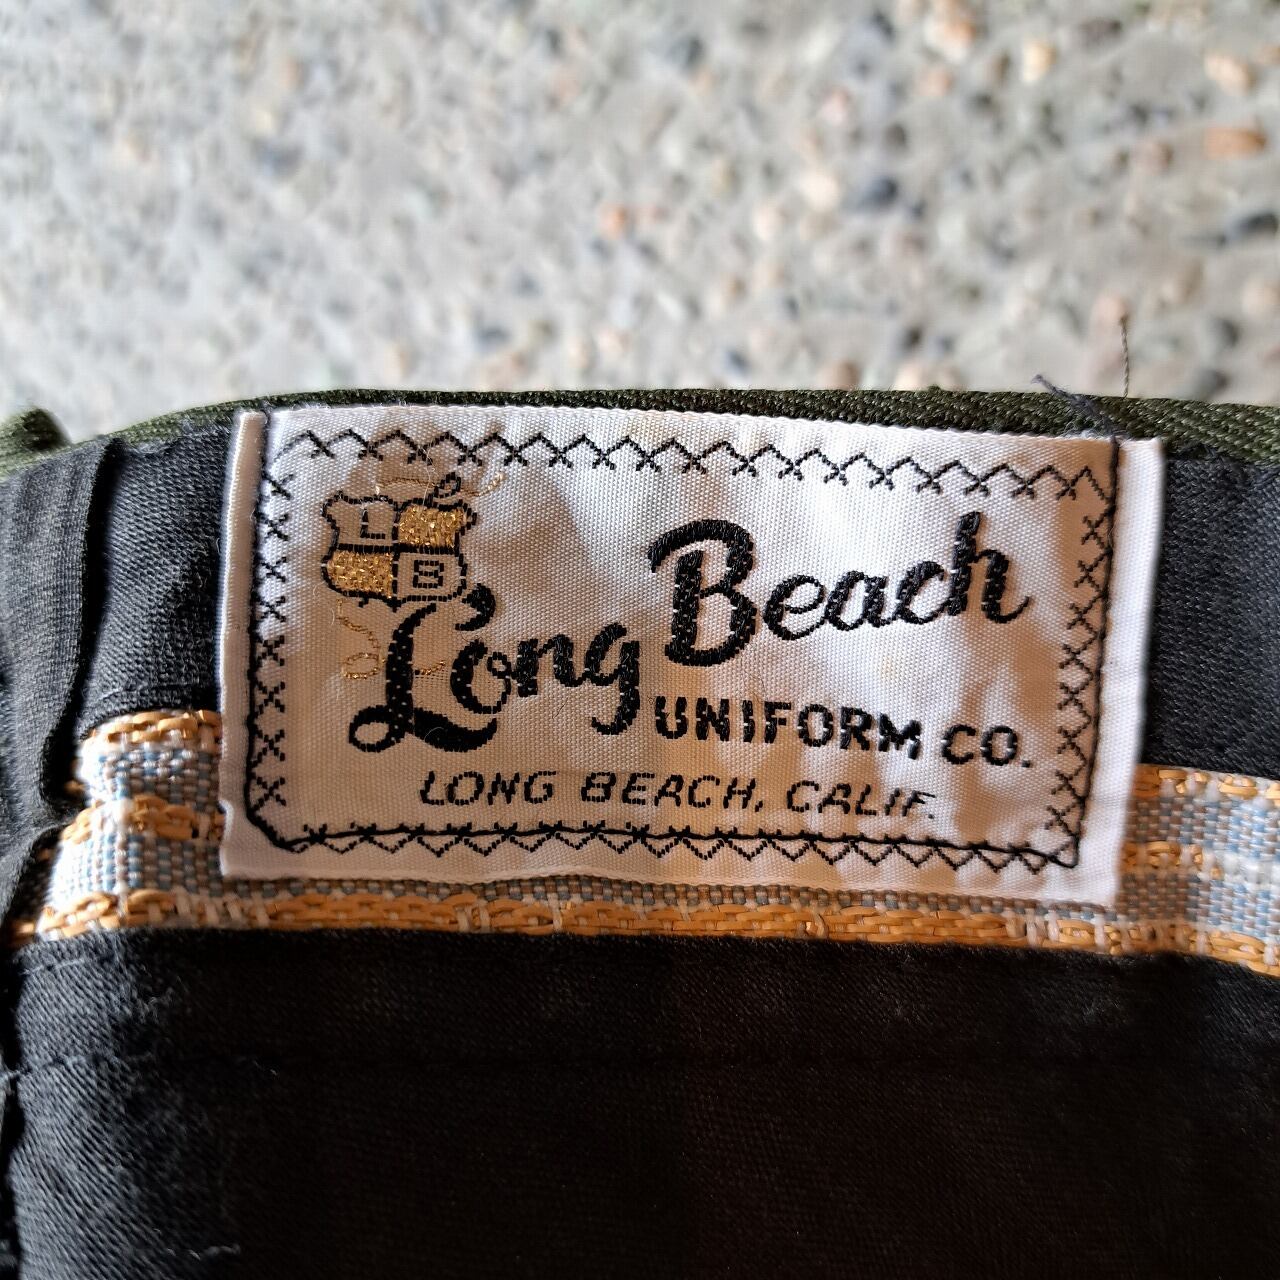 L
B
Long Beach
UNIFORM CO.
LONG BEACH, CALIF.